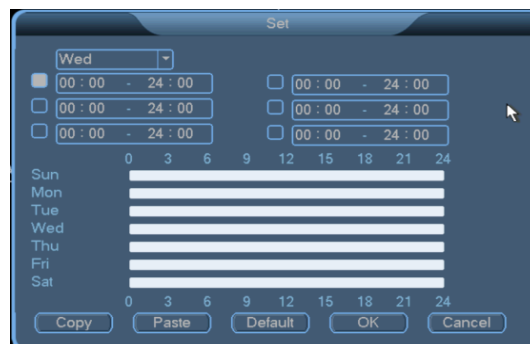 Set
Wed
00 : 00 - 24 : 00 00 : 00 - 24 : 00
00 : 00 - 24 : 00 00 : 00 - 24 : 00
00 : 00 - 24 : 00 00 : 00 - 24 : 00
0 3 6 9 12 15 18 21 24
Sun
Mon
Tue
Wed
Thu
Fri
Sat
0 3 6 9 12 15 18 21 24
Copy Paste Default OK Cancel